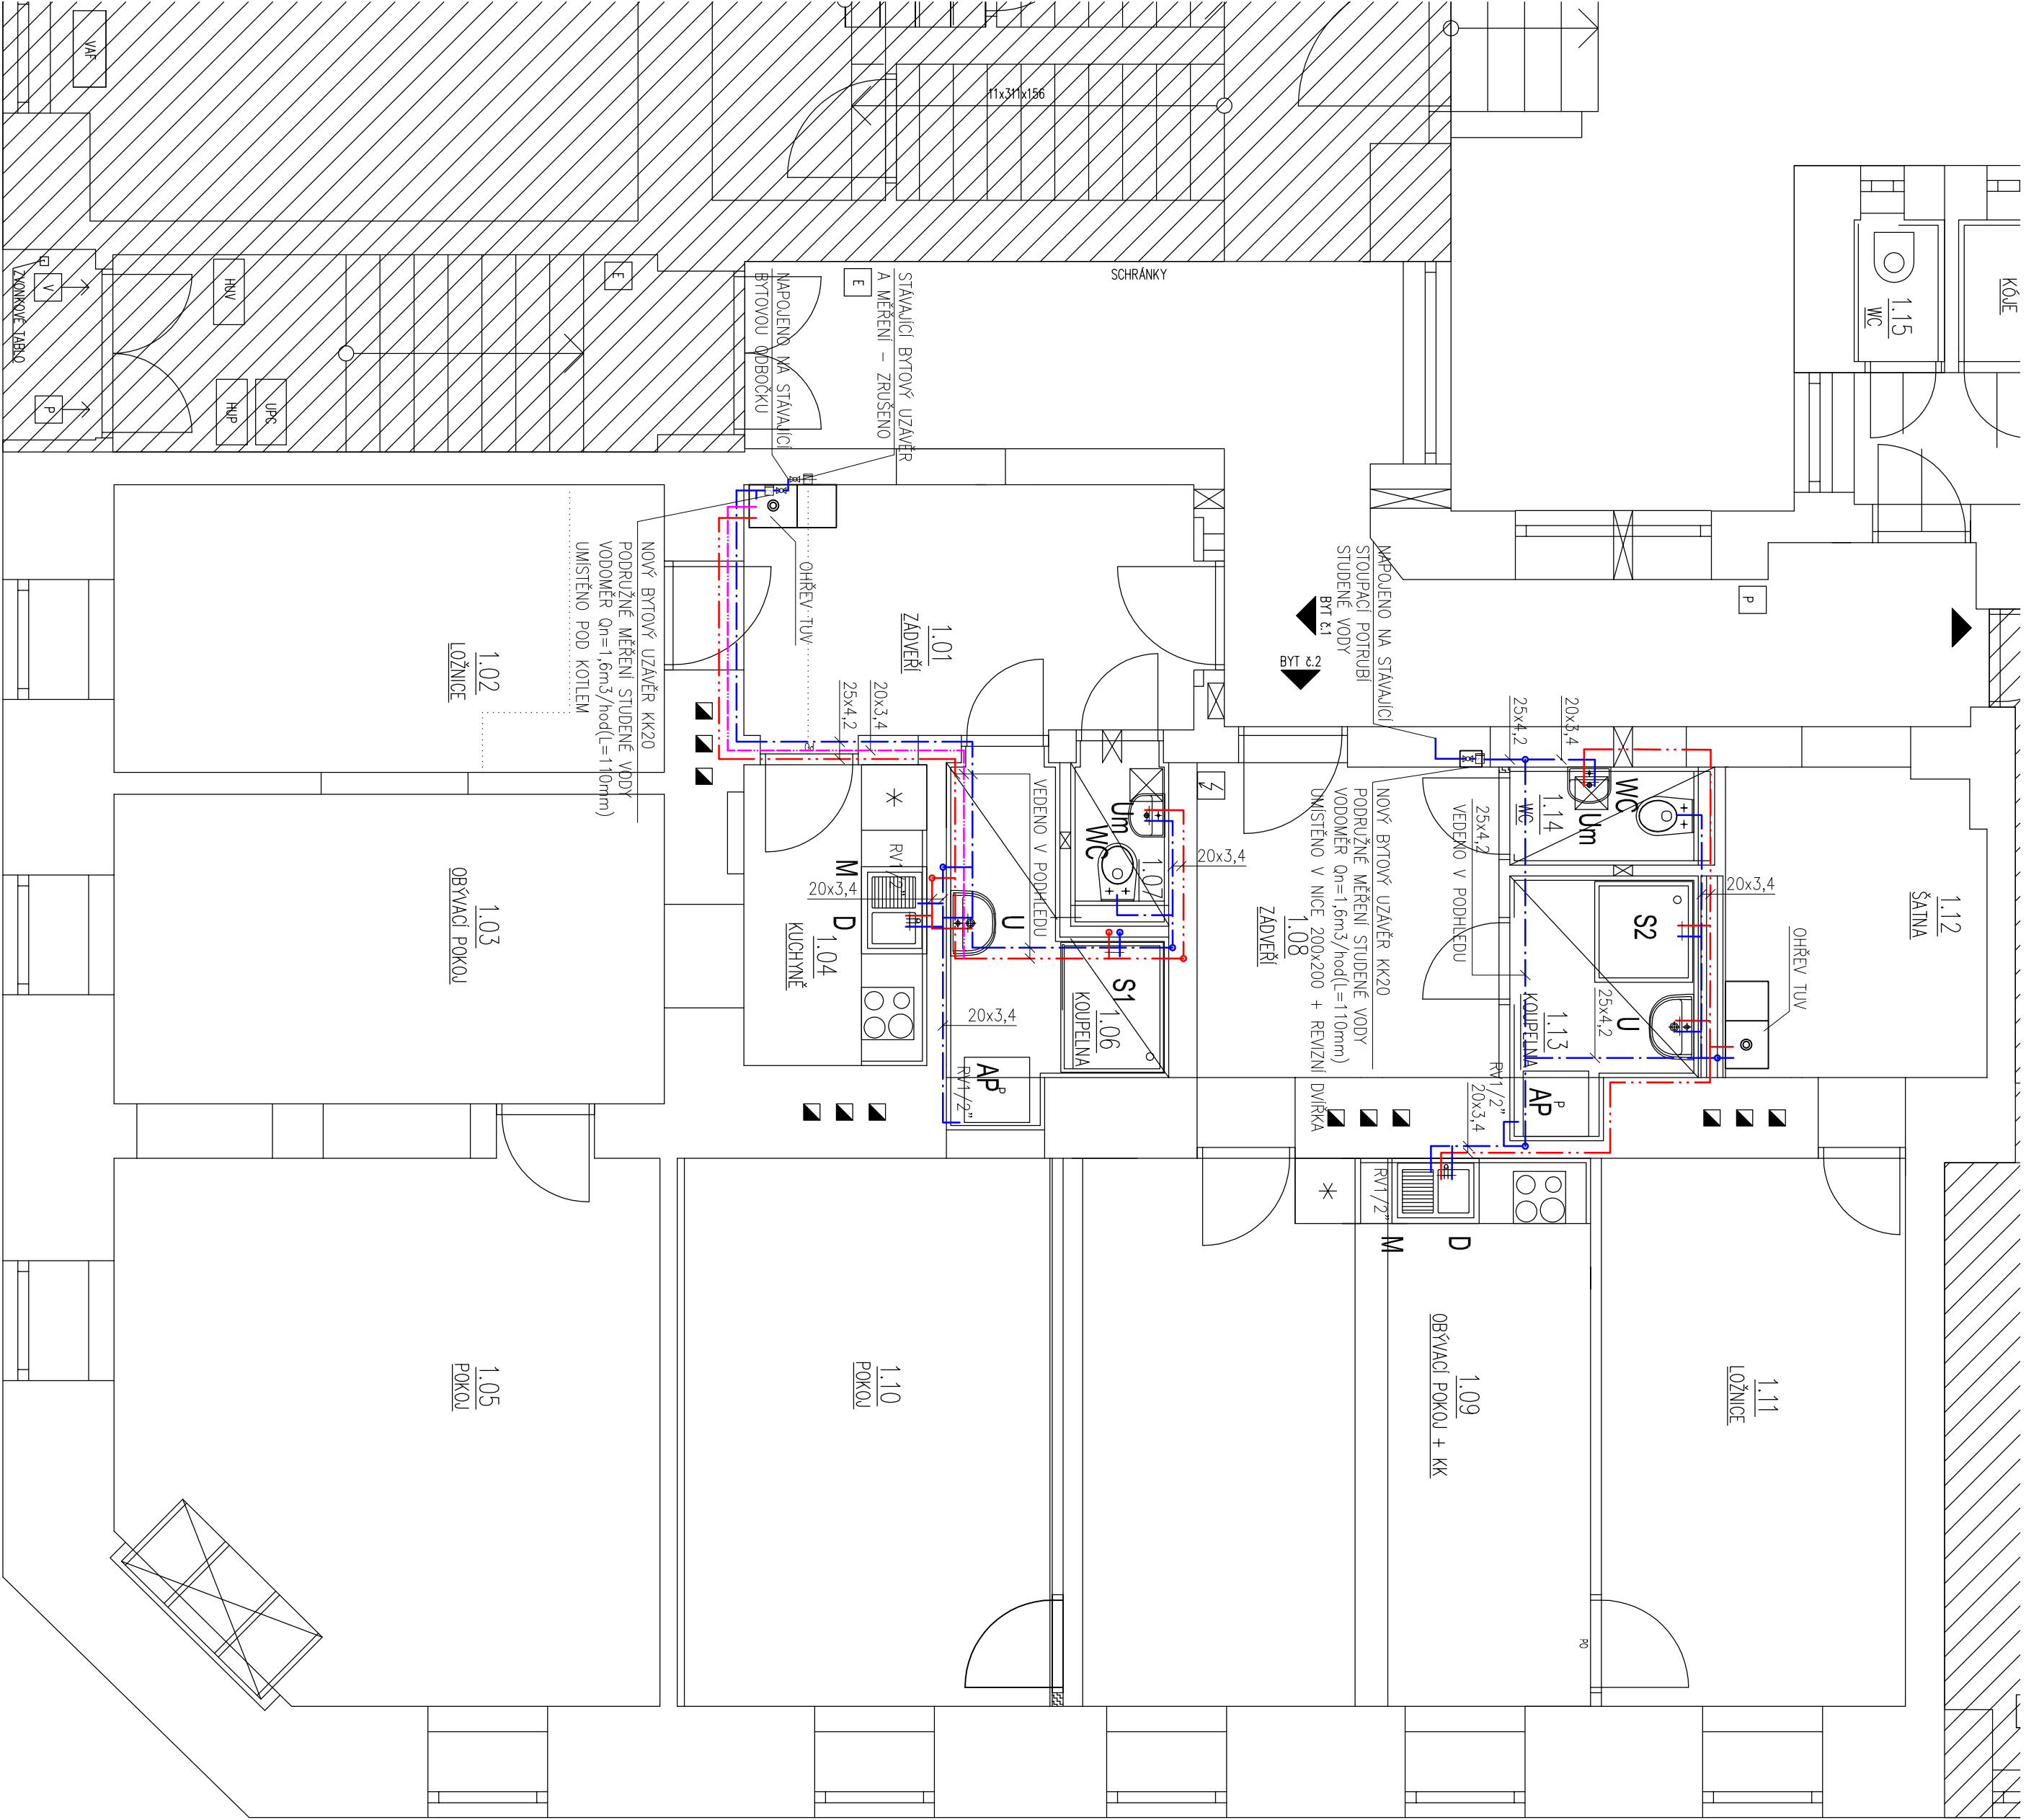 VAF
11x311x156
KÓJE
1.15
WC
SCHRÁNKY
E
HUV
V
ZVONKOVÉ TABLO
P
HUP
UPC
E
STÁVAJÍCÍ BYTOVÝ UZÁVĚR
A MĚŘENÍ - ZRUŠENO
NAPOJENO NA STÁVAJÍCÍ
BYTOVOU ODBOČKU
NAPOJENO NA STÁVAJÍCÍ
STOUPACÍ POTRUBÍ
STUDENÉ VODY
BYT č.1
BYT č.2
P
NOVÝ BYTOVÝ UZÁVĚR KK20
PODRUŽNÉ MĚŘENÍ STUDENÉ VODY
VODOMĚR Qn=1,6m3/hod(L=110mm)
UMÍSTĚNO POD KOTLEM
OHŘEV TUV
1.01
ZÁDVEŘÍ
1.02
LOŽNICE
20x3,4
25x4,2
20x3,4
25x4,2
VEDENO V PODHLEDU
Um
WC
1.07
20x3,4
NOVÝ BYTOVÝ UZÁVĚR KK20
PODRUŽNÉ MĚŘENÍ STUDENÉ VODY
VODOMĚR Qn=1,6m3/hod(L=110mm)
UMÍSTĚNO V NICE 200x200 + REVIZNÍ DVÍŘKA
1.14
WC
WC
Um
25x4,2
VEDENO V PODHLEDU
20x3,4
1.12
ŠATNA
OHŘEV TUV
1.03
OBÝVACÍ POKOJ
M
RV1/2"
20x3,4
D
1.04
KUCHYNĚ
U
S1
1.06
KOUPELNA
20x3,4
AP
P
RV1/2"
1.08
ZÁDVEŘÍ
S2
U
25x4,2
1.13
KOUPELNA
AP
P
RV1/2"
20x3,4
RV1/2"
M
D
1.05
POKOJ
1.10
POKOJ
1.09
OBÝVACÍ POKOJ + KK
1.11
LOŽNICE
PO